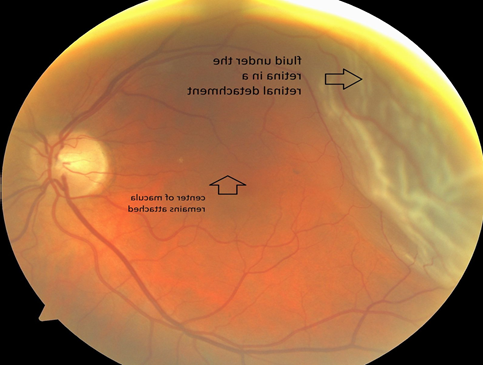 fluid under the
retina in a
retinal detachment
center of macula
remains attached